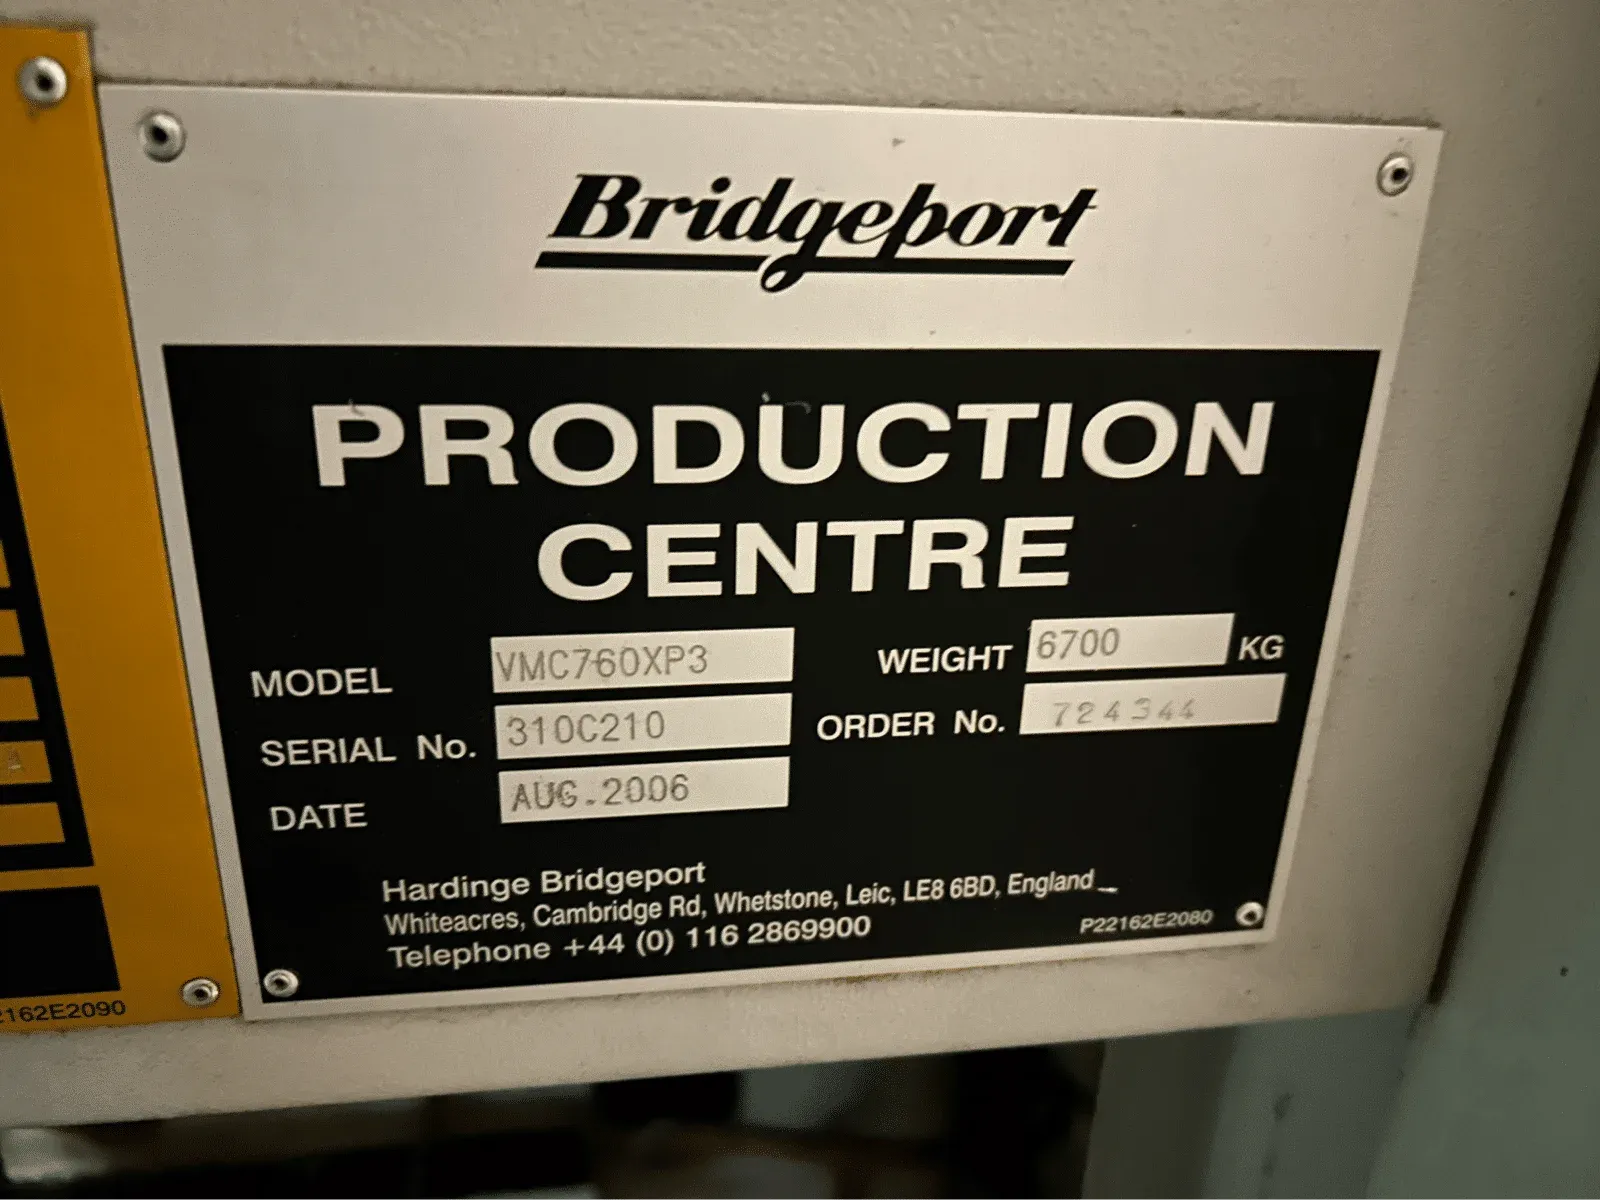 Bridgeport
PRODUCTION
CENTRE
MODEL VMC760XP3
WEIGHT 6700 KG
SERIAL No. 310C210
ORDER No. 724344
DATE AUG.2006
Hardinge Bridgeport
Whiteacres, Cambridge Rd, Whetstone, Leic, LE8 6BD, England
Telephone +44 (0) 116 2869900
P22162E2080
2162E2090
A